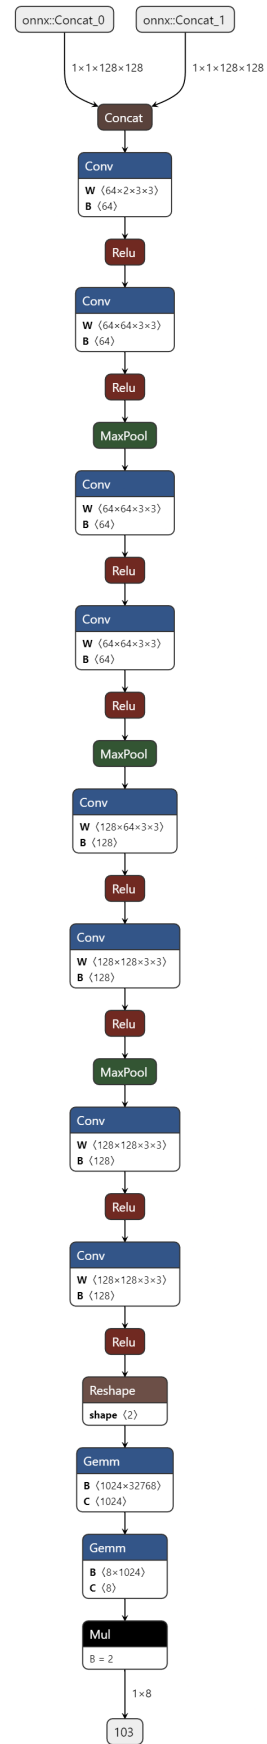 onnx::Concat_0 onnx::Concat_1
1×1×128×128 1×1×128×128
Concat
Conv
W ⟨64×2×3×3⟩
B ⟨64⟩
Relu
Conv
W ⟨64×64×3×3⟩
B ⟨64⟩
Relu
MaxPool
Conv
W ⟨64×64×3×3⟩
B ⟨64⟩
Relu
Conv
W ⟨64×64×3×3⟩
B ⟨64⟩
Relu
MaxPool
Conv
W ⟨128×64×3×3⟩
B ⟨128⟩
Relu
Conv
W ⟨128×128×3×3⟩
B ⟨128⟩
Relu
MaxPool
Conv
W ⟨128×128×3×3⟩
B ⟨128⟩
Relu
Conv
W ⟨128×128×3×3⟩
B ⟨128⟩
Relu
Reshape
shape ⟨2⟩
Gemm
B ⟨1024×32768⟩
C ⟨1024⟩
Gemm
B ⟨8×1024⟩
C ⟨8⟩
Mul
B = 2
1×8
103